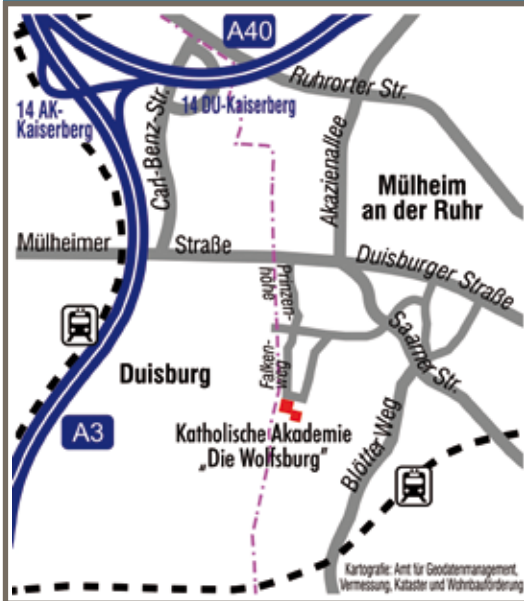 A40
Ruhrorter Str.
14 AK-
Kaiserberg
14 DU-Kaiserberg
Carl-Benz-Str.
Akazienallee
Mülheim
an der Ruhr
Mülheimer Straße
Duisburger Straße
Prinzen-
höhe
Saarner Str.
Falken-
weg
Duisburg
A3
Katholische Akademie
„Die Wolfsburg"
Blötter Weg
Kartografie: Amt für Geodatenmanagement,
Vermessung, Kataster und Wohnbauförderung